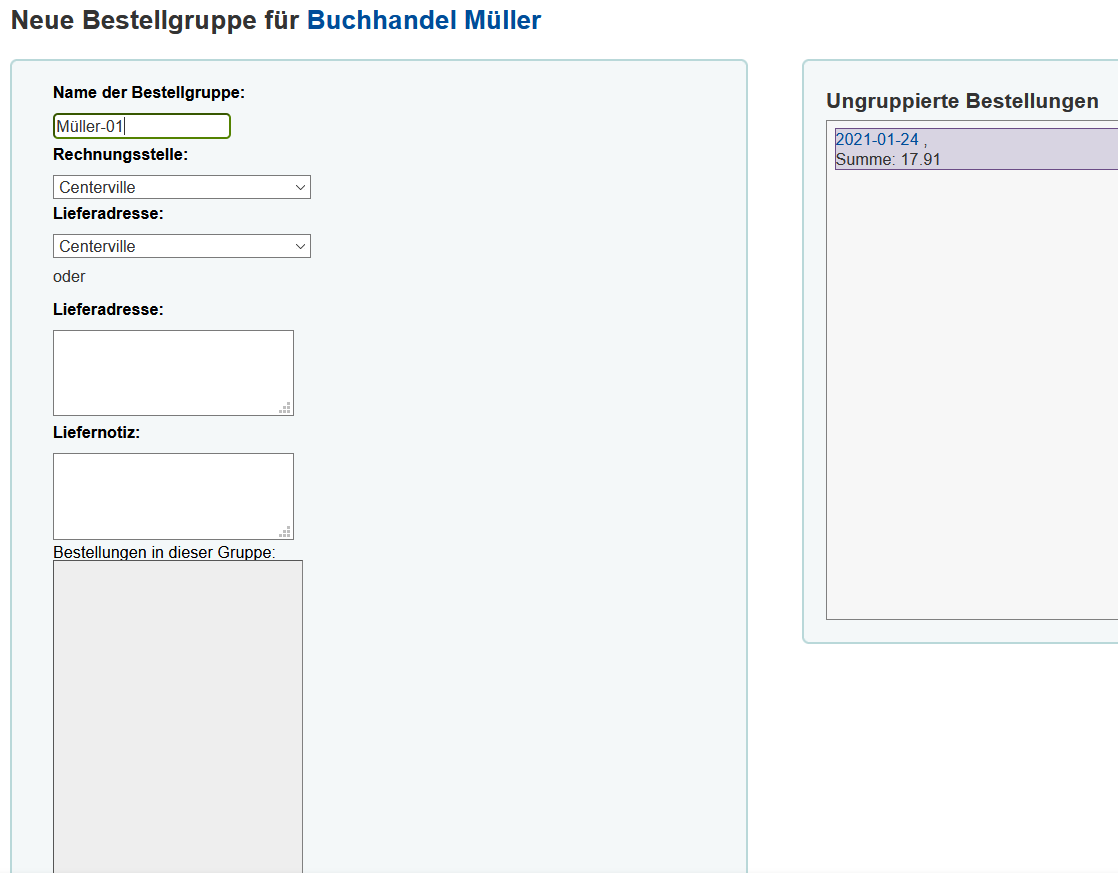 Neue Bestellgruppe für Buchhandel Müller
Name der Bestellgruppe:
Müller-01
Rechnungsstelle:
Centerville
Lieferadresse:
Centerville
oder
Lieferadresse:
Liefernotiz:
Bestellungen in dieser Gruppe:
Ungruppierte Bestellungen
2021-01-24 ,
Summe: 17.91